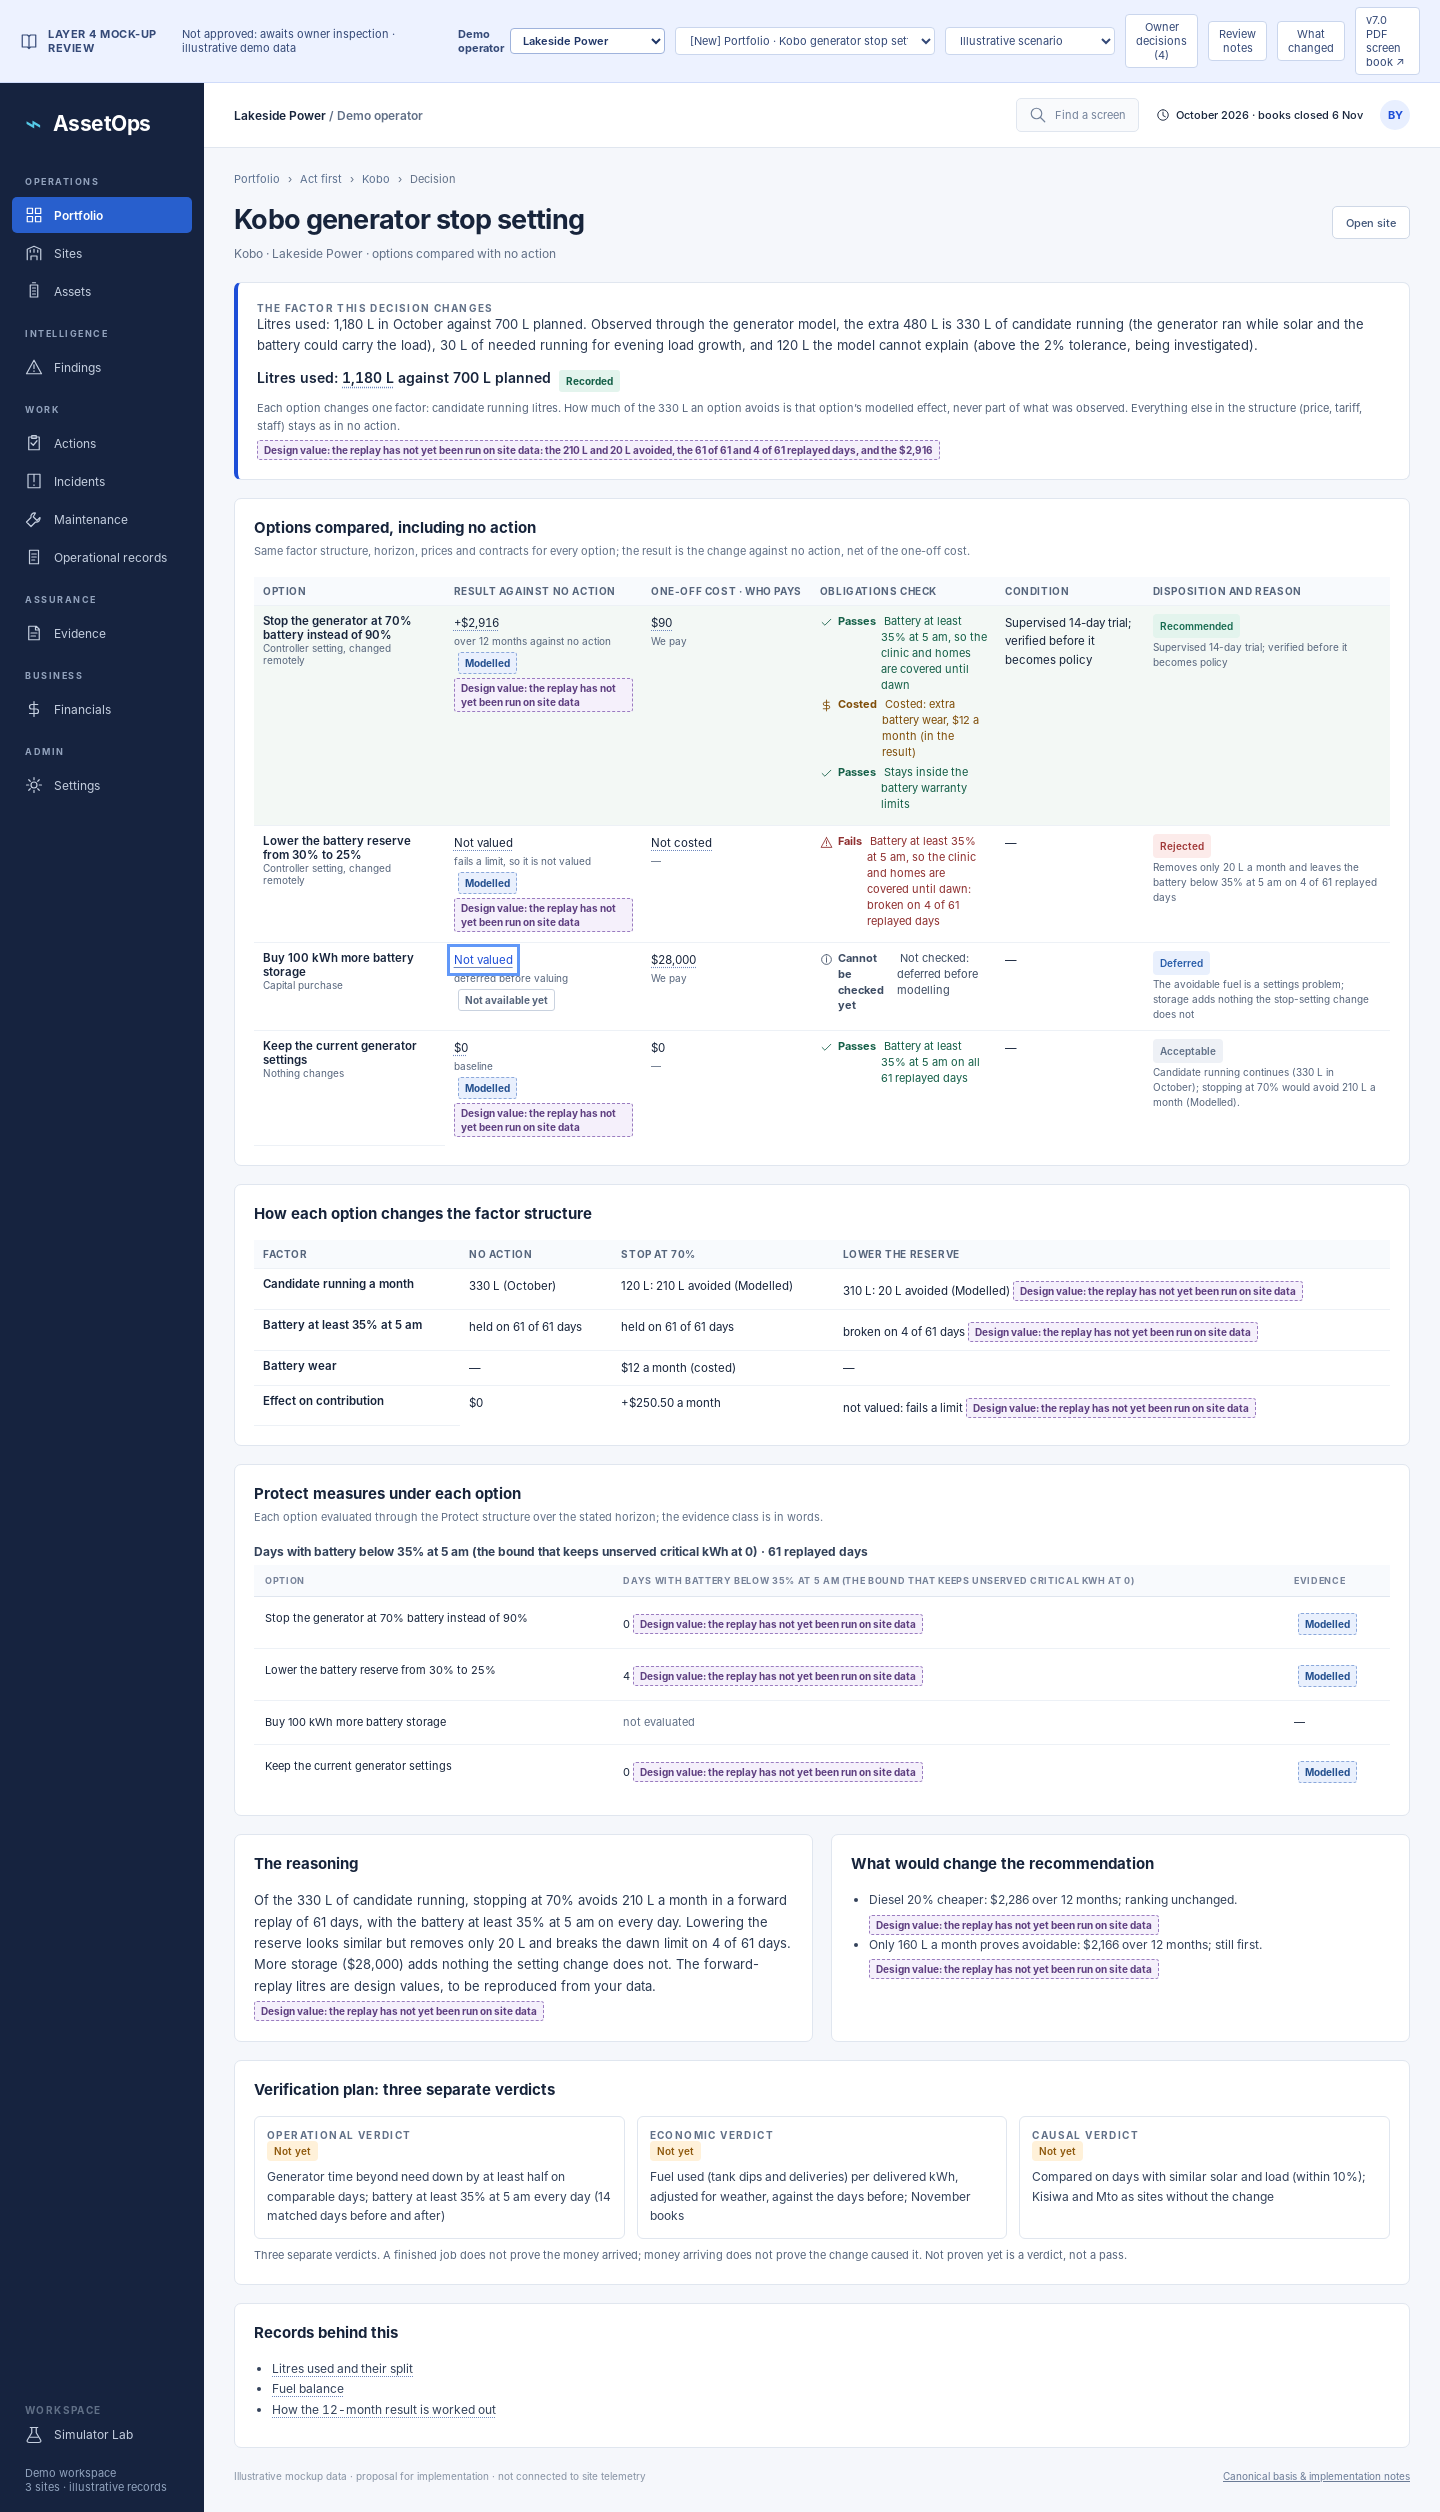 LAYER 4 MOCK-UP
REVIEW
Not approved: awaits owner inspection ·
illustrative demo data
Demo
operator
Lakeside Power
[New] Portfolio · Kobo generator stop set
Illustrative scenario
Owner
decisions
(4)
Review
notes
What
changed
v7.0
PDF
screen
book ↗
AssetOps
OPERATIONS
Portfolio
Sites
Assets
INTELLIGENCE
Findings
WORK
Actions
Incidents
Maintenance
Operational records
ASSURANCE
Evidence
BUSINESS
Financials
ADMIN
Settings
WORKSPACE
Simulator Lab
Demo workspace
3 sites · illustrative records
Lakeside Power / Demo operator
Find a screen
October 2026 · books closed 6 Nov
BY
Portfolio › Act first › Kobo › Decision
Kobo generator stop setting
Open site
Kobo · Lakeside Power · options compared with no action
THE FACTOR THIS DECISION CHANGES
Litres used: 1,180 L in October against 700 L planned. Observed through the generator model, the extra 480 L is 330 L of candidate running (the generator ran while solar and the
battery could carry the load), 30 L of needed running for evening load growth, and 120 L the model cannot explain (above the 2% tolerance, being investigated).
Litres used: 1,180 L against 700 L planned Recorded
Each option changes one factor: candidate running litres. How much of the 330 L an option avoids is that option's modelled effect, never part of what was observed. Everything else in the structure (price, tariff,
staff) stays as in no action.
Design value: the replay has not yet been run on site data: the 210 L and 20 L avoided, the 61 of 61 and 4 of 61 replayed days, and the $2,916
Options compared, including no action
Same factor structure, horizon, prices and contracts for every option; the result is the change against no action, net of the one-off cost.
OPTION RESULT AGAINST NO ACTION ONE-OFF COST · WHO PAYS OBLIGATIONS CHECK CONDITION DISPOSITION AND REASON
Stop the generator at 70%
battery instead of 90%
Controller setting, changed
remotely
+$2,916
over 12 months against no action
Modelled
Design value: the replay has not
yet been run on site data
$90
We pay
Passes Battery at least
35% at 5 am, so the
clinic and homes
are covered until
dawn
Costed Costed: extra
battery wear, $12 a
month (in the
result)
Passes Stays inside the
battery warranty
limits
Supervised 14-day trial;
verified before it
becomes policy
Recommended
Supervised 14-day trial; verified before it
becomes policy
Lower the battery reserve
from 30% to 25%
Controller setting, changed
remotely
Not valued
fails a limit, so it is not valued
Modelled
Design value: the replay has not
yet been run on site data
Not costed
—
Fails Battery at least 35%
at 5 am, so the clinic
and homes are
covered until dawn:
broken on 4 of 61
replayed days
—
Rejected
Removes only 20 L a month and leaves the
battery below 35% at 5 am on 4 of 61 replayed
days
Buy 100 kWh more battery
storage
Capital purchase
Not valued
deferred before valuing
Not available yet
$28,000
We pay
Cannot
be
checked
yet
Not checked:
deferred before
modelling
—
Deferred
The avoidable fuel is a settings problem;
storage adds nothing the stop-setting change
does not
Keep the current generator
settings
Nothing changes
$0
baseline
Modelled
Design value: the replay has not
yet been run on site data
$0
—
Passes Battery at least
35% at 5 am on all
61 replayed days
—
Acceptable
Candidate running continues (330 L in
October); stopping at 70% would avoid 210 L a
month (Modelled).
How each option changes the factor structure
FACTOR NO ACTION STOP AT 70% LOWER THE RESERVE
Candidate running a month 330 L (October) 120 L: 210 L avoided (Modelled) 310 L: 20 L avoided (Modelled) Design value: the replay has not yet been run on site data
Battery at least 35% at 5 am held on 61 of 61 days held on 61 of 61 days broken on 4 of 61 days Design value: the replay has not yet been run on site data
Battery wear — $12 a month (costed) —
Effect on contribution $0 +$250.50 a month not valued: fails a limit Design value: the replay has not yet been run on site data
Protect measures under each option
Each option evaluated through the Protect structure over the stated horizon; the evidence class is in words.
Days with battery below 35% at 5 am (the bound that keeps unserved critical kWh at 0) · 61 replayed days
OPTION DAYS WITH BATTERY BELOW 35% AT 5 AM (THE BOUND THAT KEEPS UNSERVED CRITICAL KWH AT 0) EVIDENCE
Stop the generator at 70% battery instead of 90% 0 Design value: the replay has not yet been run on site data Modelled
Lower the battery reserve from 30% to 25% 4 Design value: the replay has not yet been run on site data Modelled
Buy 100 kWh more battery storage not evaluated —
Keep the current generator settings 0 Design value: the replay has not yet been run on site data Modelled
The reasoning
Of the 330 L of candidate running, stopping at 70% avoids 210 L a month in a forward
replay of 61 days, with the battery at least 35% at 5 am on every day. Lowering the
reserve looks similar but removes only 20 L and breaks the dawn limit on 4 of 61 days.
More storage ($28,000) adds nothing the setting change does not. The forward-
replay litres are design values, to be reproduced from your data.
Design value: the replay has not yet been run on site data
What would change the recommendation
• Diesel 20% cheaper: $2,286 over 12 months; ranking unchanged.
Design value: the replay has not yet been run on site data
• Only 160 L a month proves avoidable: $2,166 over 12 months; still first.
Design value: the replay has not yet been run on site data
Verification plan: three separate verdicts
OPERATIONAL VERDICT
Not yet
Generator time beyond need down by at least half on
comparable days; battery at least 35% at 5 am every day (14
matched days before and after)
ECONOMIC VERDICT
Not yet
Fuel used (tank dips and deliveries) per delivered kWh,
adjusted for weather, against the days before; November
books
CAUSAL VERDICT
Not yet
Compared on days with similar solar and load (within 10%);
Kisiwa and Mto as sites without the change
Three separate verdicts. A finished job does not prove the money arrived; money arriving does not prove the change caused it. Not proven yet is a verdict, not a pass.
Records behind this
• Litres used and their split
• Fuel balance
• How the 12-month result is worked out
Illustrative mockup data · proposal for implementation · not connected to site telemetry
Canonical basis & implementation notes